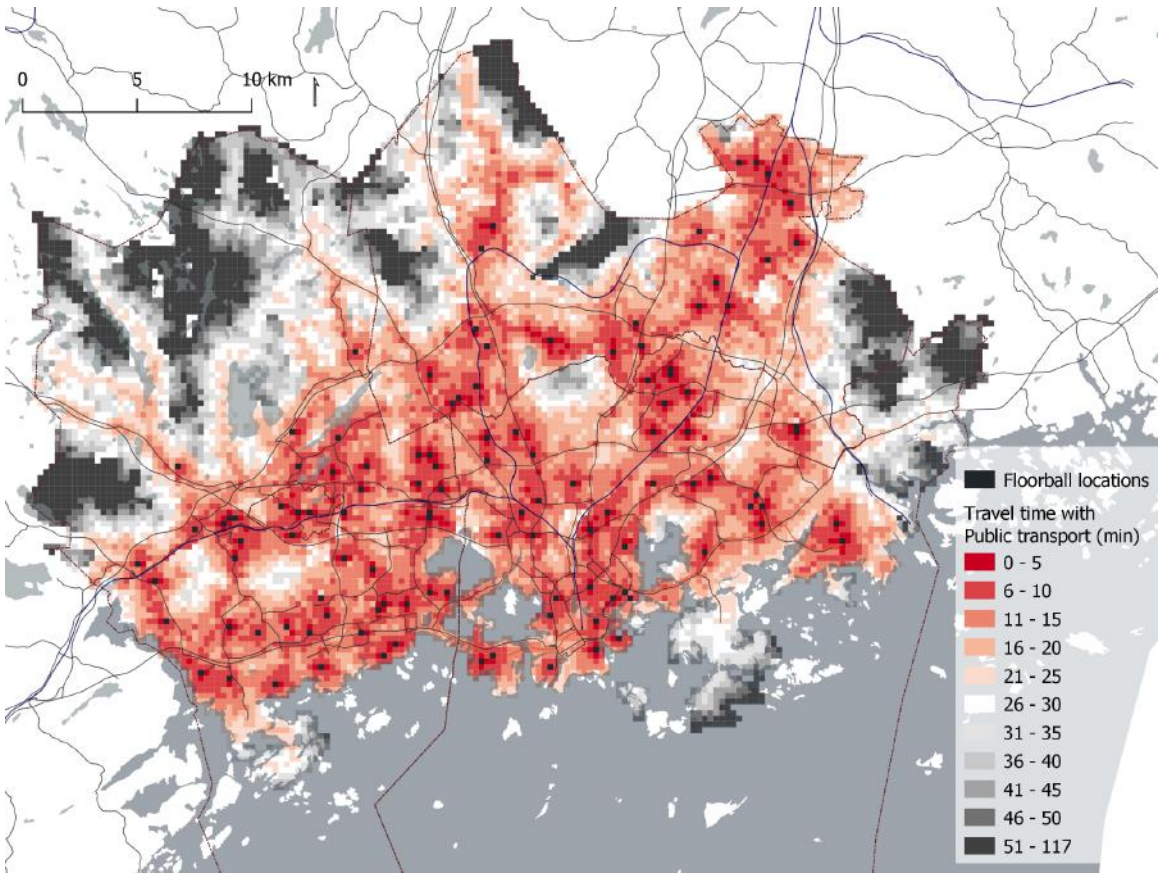 0 5 10 km
Floorball locations
Travel time with
Public transport (min)
0 - 5
6 - 10
11 - 15
16 - 20
21 - 25
26 - 30
31 - 35
36 - 40
41 - 45
46 - 50
51 - 117